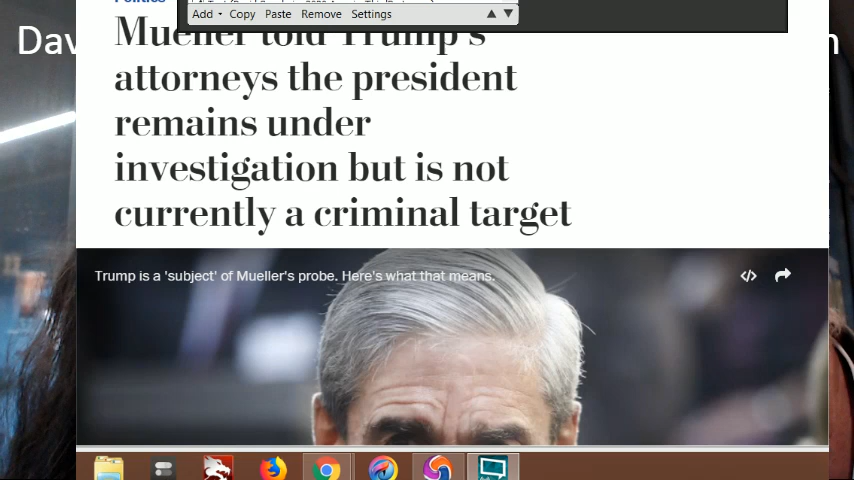 Politics
Add Copy Paste Remove Settings
Dav
Mueller told Trump's
attorneys the president
remains under
investigation but is not
currently a criminal target
Trump is a 'subject' of Mueller's probe. Here's what that means.